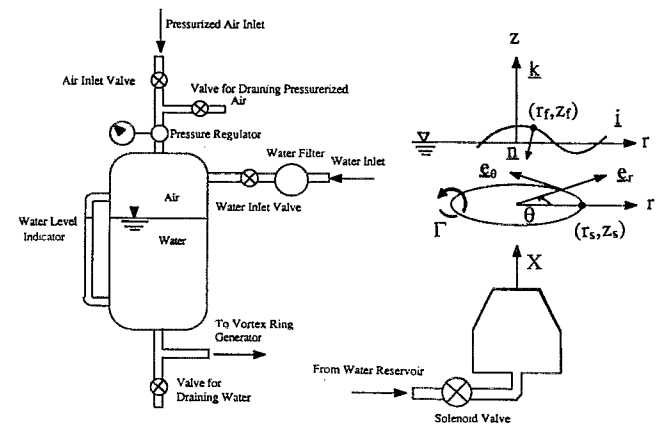 Pressurized Air Inlet
Air Inlet Valve
Valve for Draining Pressurerized
Air
Pressure Regulator
Water Filter
Water Inlet
Water Inlet Valve
Air
Water Level
Indicator
Water
To Vortex Ring
Generator
Valve for
Draining Water
z
k
(rf,zf)
i
r
n
eθ
er
θ
r
Γ
(rs,zs)
X
From Water Reservoir
Solenoid Valve